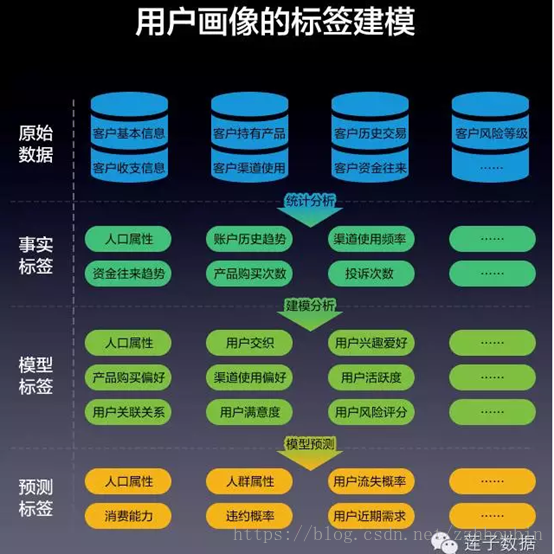 用户画像的标签建模
原始
数据
客户基本信息
客户持有产品
客户历史交易
客户风险等级
客户收支信息
客户渠道使用
客户资金往来
……
统计分析
事实
标签
人口属性
账户历史趋势
渠道使用频率
……
资金往来趋势
产品购买次数
投诉次数
……
建模分析
模型
标签
人口属性
用户交织
用户兴趣爱好
……
产品购买偏好
渠道使用偏好
用户活跃度
……
用户关联关系
用户满意度
用户风险评分
……
模型预测
预测
标签
人口属性
人群属性
用户流失概率
……
消费能力
违约概率
用户近期需求
……
莲子数据